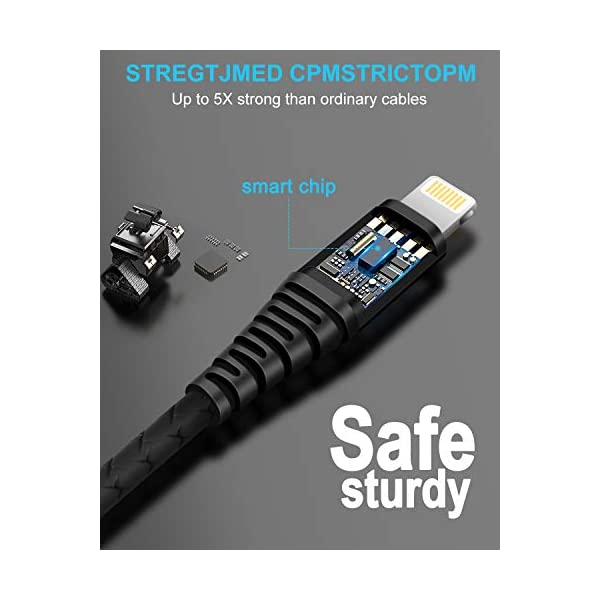 STREGTJMED CPMSTRICTOPM
Up to 5X strong than ordinary cables
smart chip
Safe
sturdy